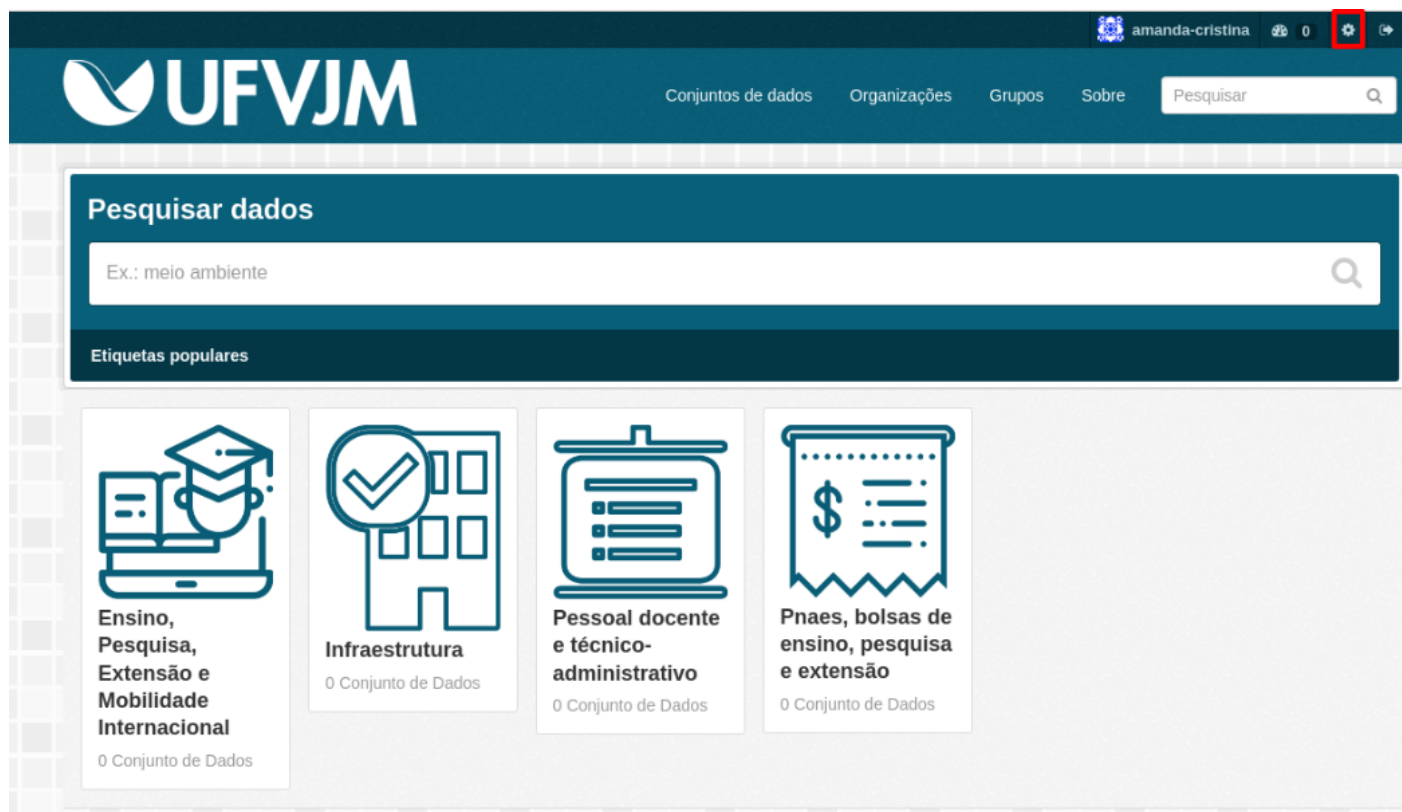 amanda-cristina 0
UFVJM
Conjuntos de dados Organizações Grupos Sobre Pesquisar
Pesquisar dados
Ex.: meio ambiente
Etiquetas populares
Ensino,
Pesquisa,
Extensão e
Mobilidade
Internacional
0 Conjunto de Dados
Infraestrutura
0 Conjunto de Dados
Pessoal docente
e técnico-
administrativo
0 Conjunto de Dados
$
Pnaes, bolsas de
ensino, pesquisa
e extensão
0 Conjunto de Dados